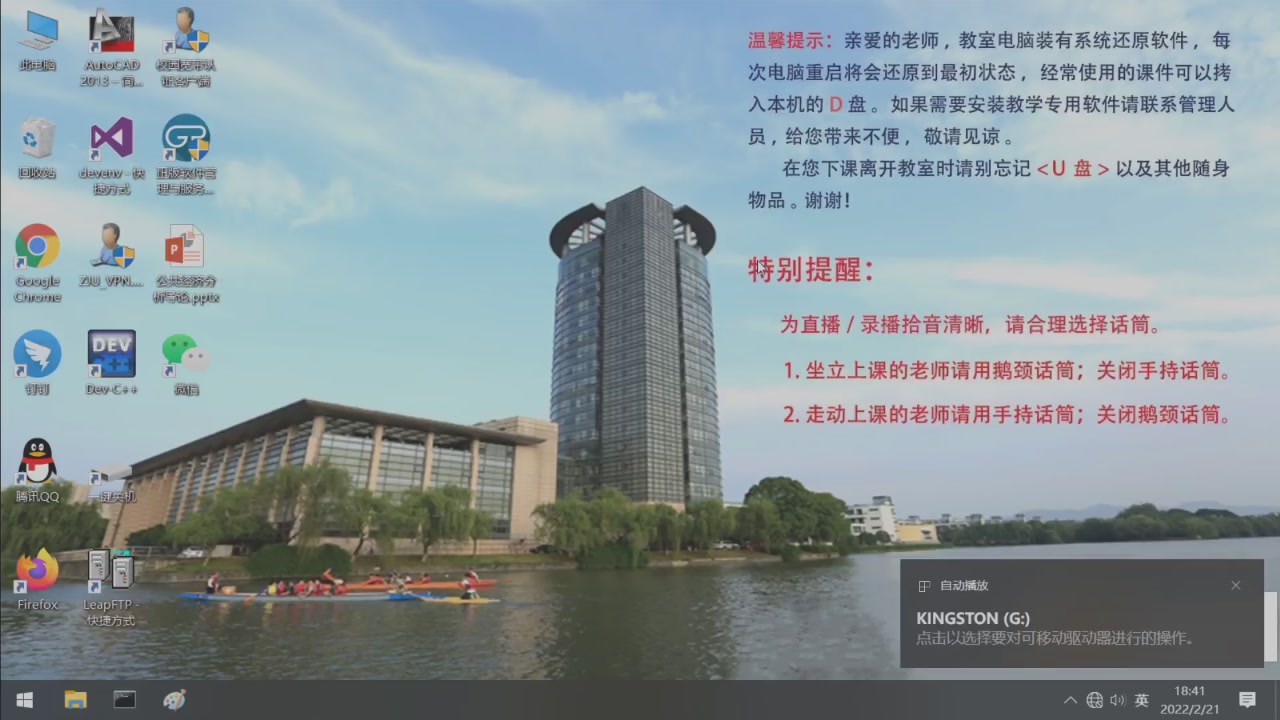 此电脑
AutoCAD
2013 - 简...
校园宽带认
证客户端
回收站
devenv - 快
捷方式
正版软件管
理与服务...
Google
Chrome
ZJU_VPN....
公共经济分
析导论.pptx
钉钉
Dev-C++
微信
腾讯QQ
一键关机
Firefox
LeapFTP -
快捷方式
温馨提示：亲爱的老师，教室电脑装有系统还原软件，每
次电脑重启将会还原到最初状态，经常使用的课件可以拷
入本机的 D 盘。如果需要安装教学专用软件请联系管理人
员，给您带来不便，敬请见谅。
在您下课离开教室时请别忘记 <U 盘> 以及其他随身
物品。谢谢！
特别提醒：
为直播 / 录播拾音清晰，请合理选择话筒。
1. 坐立上课的老师请用鹅颈话筒；关闭手持话筒。
2. 走动上课的老师请用手持话筒；关闭鹅颈话筒。
自动播放
KINGSTON (G:)
点击以选择要对可移动驱动器进行的操作。
英
18:41
2022/2/21